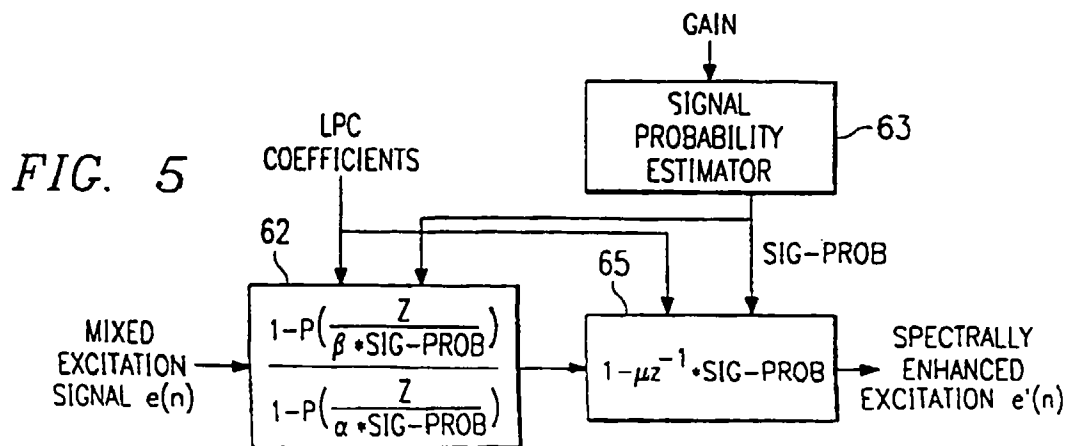 GAIN
SIGNAL
PROBABILITY
ESTIMATOR
63
LPC
COEFFICIENTS
FIG. 5
62
SIG-PROB
65
MIXED
EXCITATION
SIGNAL e(n)
1-P(Z/β*SIG-PROB)
1-P(Z/α*SIG-PROB)
1-μz⁻¹*SIG-PROB
SPECTRALLY
ENHANCED
EXCITATION e'(n)